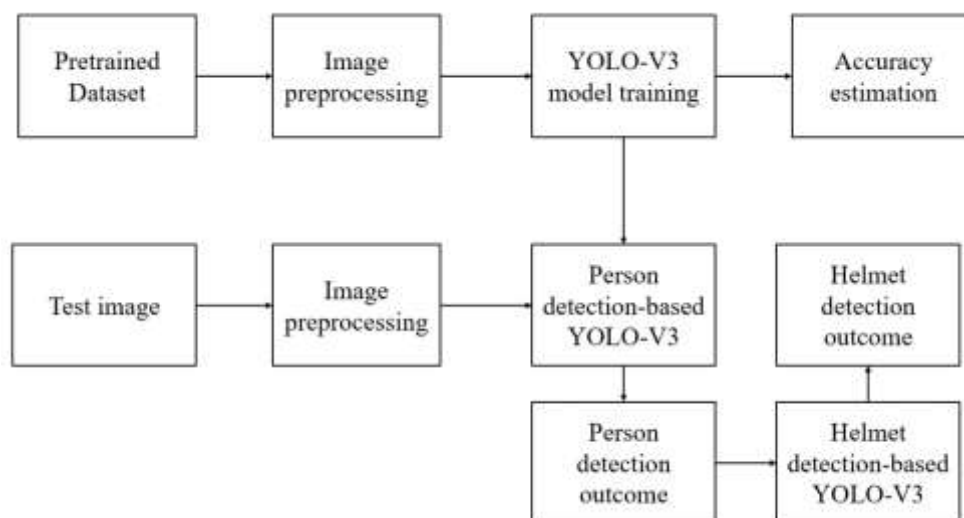 Pretrained
Dataset
Image
preprocessing
YOLO-V3
model training
Accuracy
estimation
Test image
Image
preprocessing
Person
detection-based
YOLO-V3
Helmet
detection
outcome
Person
detection
outcome
Helmet
detection-based
YOLO-V3